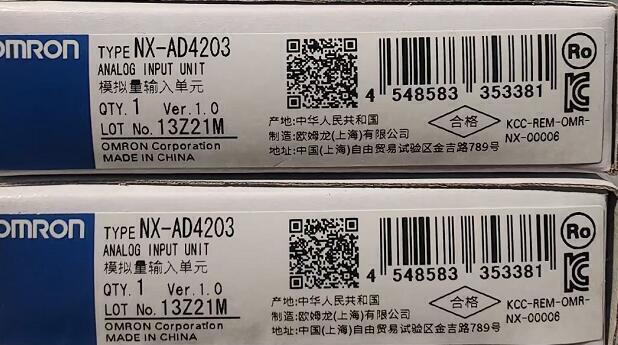 OMRON
TYPE NX-AD4203
ANALOG INPUT UNIT
模拟量输入单元
QTY. 1 Ver.1.0
LOT No. 13Z21M
OMRON Corporation
MADE IN CHINA
4 548583 353381
产地:中华人民共和国
制造:欧姆龙(上海)有限公司
地址:中国(上海)自由贸易试验区金吉路789号
合格
Ro
KCC-REM-OMR-
NX-00006
OMRON
TYPE NX-AD4203
ANALOG INPUT UNIT
模拟量输入单元
QTY. 1 Ver.1.0
LOT No. 13Z21M
OMRON Corporation
MADE IN CHINA
4 548583 353381
产地:中华人民共和国
制造:欧姆龙(上海)有限公司
地址:中国(上海)自由贸易试验区金吉路789号
合格
Ro
KCC-REM-OMR-
NX-00006